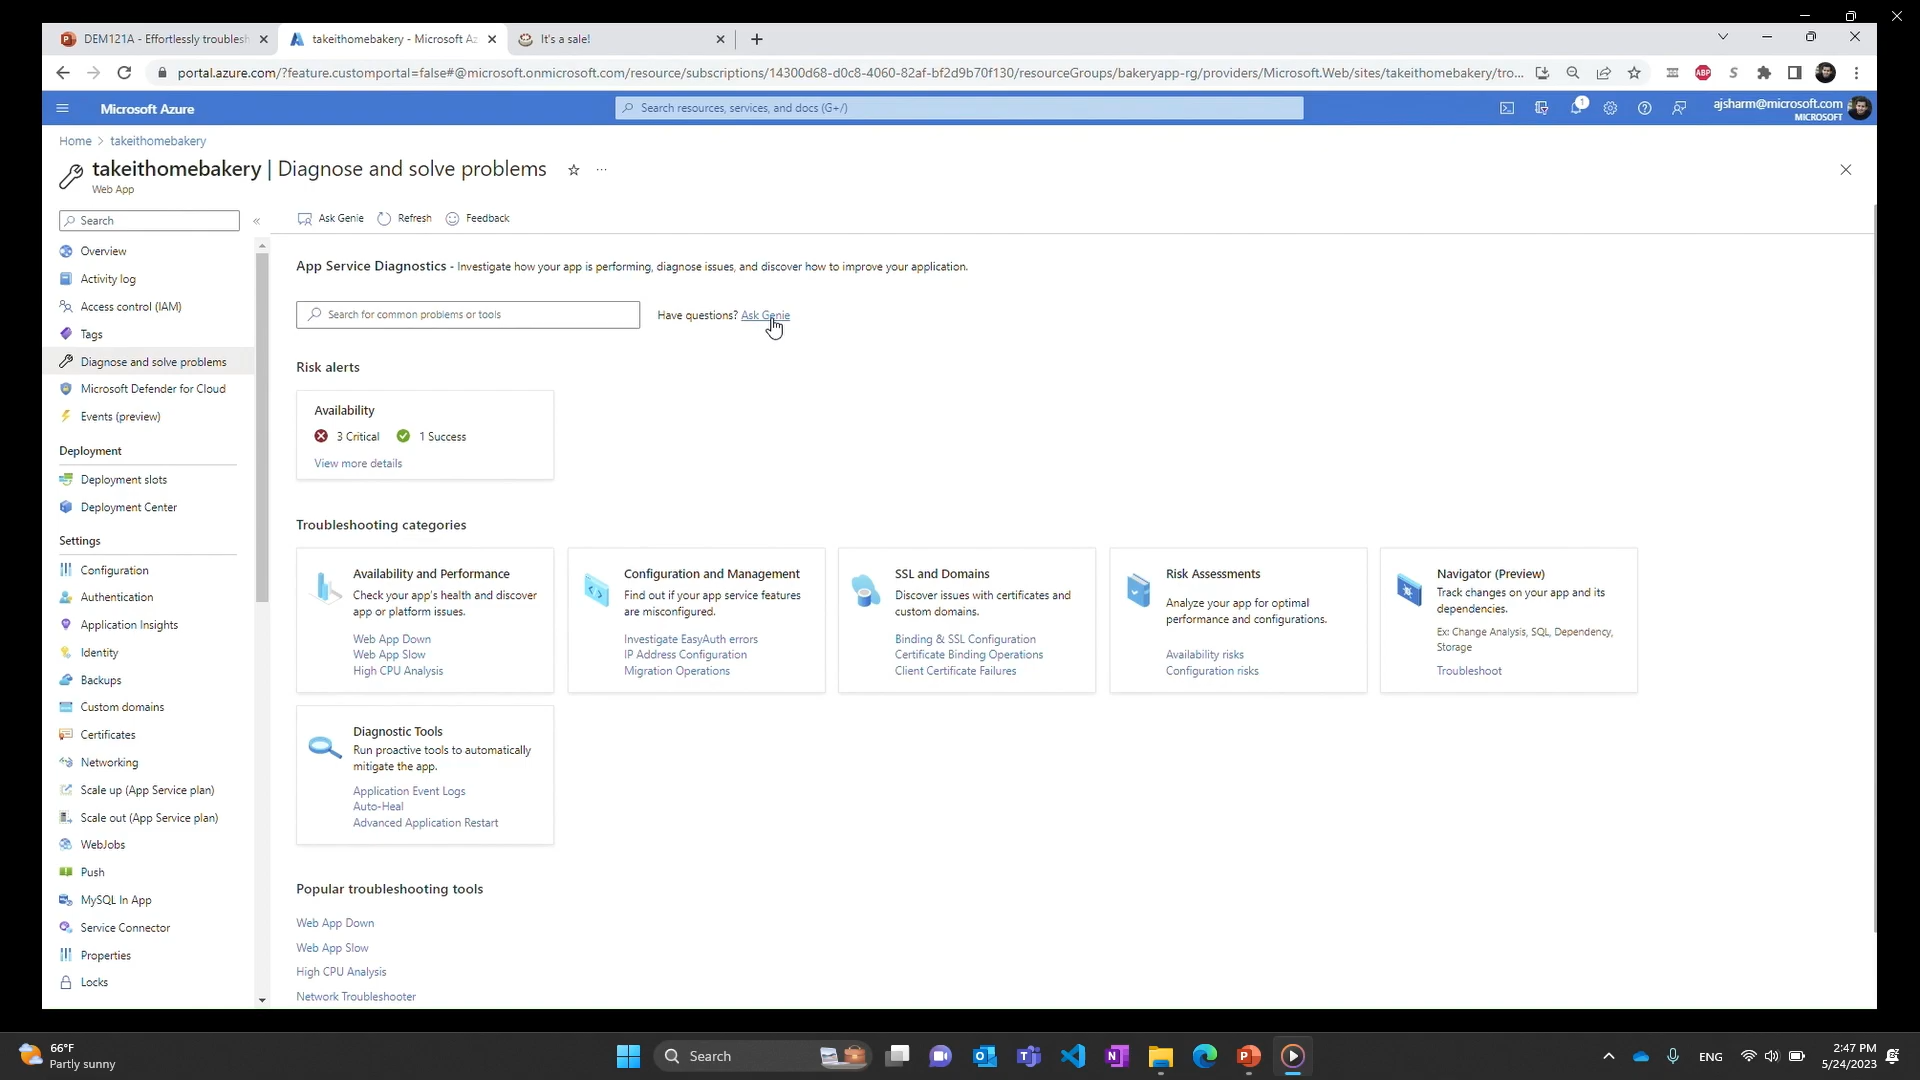 DEM121A - Effortlessly troublesh
takeithomebakery - Microsoft Az
It's a sale!
portal.azure.com/?feature.customportal=false#@microsoft.onmicrosoft.com/resource/subscriptions/14300d68-d0c8-4060-82af-bf2d9b70f130/resourceGroups/bakeryapp-rg/providers/Microsoft.Web/sites/takeithomebakery/tro...
ABP
Microsoft Azure
Search resources, services, and docs (G+/)
1
ajsharm@microsoft.com
MICROSOFT
Home > takeithomebakery
takeithomebakery | Diagnose and solve problems
Web App
Search
Ask Genie
Refresh
Feedback
Overview
Activity log
Access control (IAM)
Tags
Diagnose and solve problems
Microsoft Defender for Cloud
Events (preview)
Deployment
Deployment slots
Deployment Center
Settings
Configuration
Authentication
Application Insights
Identity
Backups
Custom domains
Certificates
Networking
Scale up (App Service plan)
Scale out (App Service plan)
WebJobs
Push
MySQL In App
Service Connector
Properties
Locks
App Service Diagnostics - Investigate how your app is performing, diagnose issues, and discover how to improve your application.
Search for common problems or tools
Have questions? Ask Genie
Risk alerts
Availability
3 Critical 1 Success
View more details
Troubleshooting categories
Availability and Performance
Check your app's health and discover
app or platform issues.
Web App Down
Web App Slow
High CPU Analysis
Configuration and Management
Find out if your app service features
are misconfigured.
Investigate EasyAuth errors
IP Address Configuration
Migration Operations
SSL and Domains
Discover issues with certificates and
custom domains.
Binding & SSL Configuration
Certificate Binding Operations
Client Certificate Failures
Risk Assessments
Analyze your app for optimal
performance and configurations.
Availability risks
Configuration risks
Navigator (Preview)
Track changes on your app and its
dependencies.
Ex: Change Analysis, SQL, Dependency,
Storage
Troubleshoot
Diagnostic Tools
Run proactive tools to automatically
mitigate the app.
Application Event Logs
Auto-Heal
Advanced Application Restart
Popular troubleshooting tools
Web App Down
Web App Slow
High CPU Analysis
Network Troubleshooter
66°F
Partly sunny
Search
ENG
2:47 PM
5/24/2023